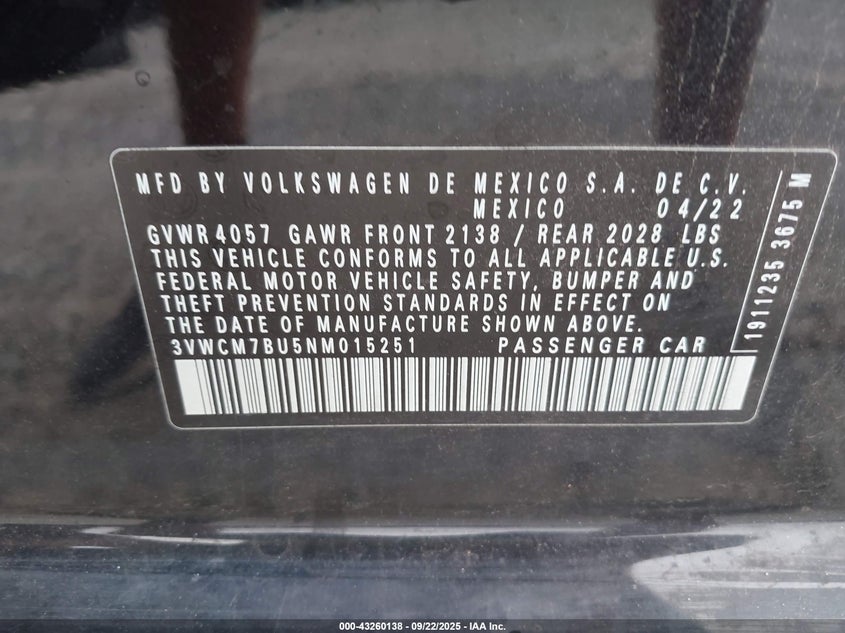 MFD BY VOLKSWAGEN DE MEXICO S.A. DE C.V.
MEXICO 04/22
GVWR 4057 GAWR FRONT 2138 / REAR 2028 LBS
THIS VEHICLE CONFORMS TO ALL APPLICABLE U.S.
FEDERAL MOTOR VEHICLE SAFETY, BUMPER AND
THEFT PREVENTION STANDARDS IN EFFECT ON
THE DATE OF MANUFACTURE SHOWN ABOVE.
3VWCM7BU5NM015251 PASSENGER CAR
1911235 3675 M
000-43260138 - 09/22/2025 - IAA Inc.